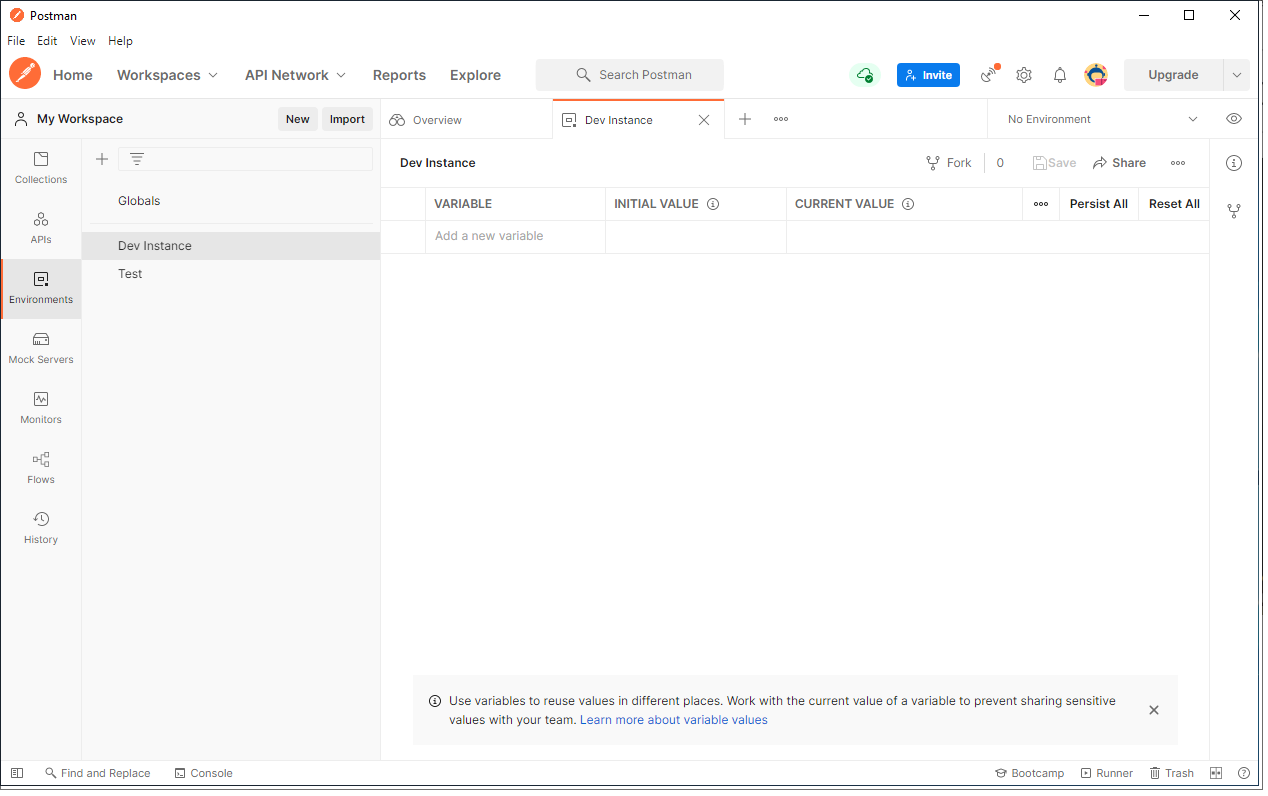 Postman
File Edit View Help
Home Workspaces API Network Reports Explore Search Postman Invite Upgrade
My Workspace New Import Overview Dev Instance No Environment
Collections
APIs
Environments
Mock Servers
Monitors
Flows
History
Globals
Dev Instance
Test
Dev Instance Fork 0 Save Share
VARIABLE INITIAL VALUE CURRENT VALUE Persist All Reset All
Add a new variable
Use variables to reuse values in different places. Work with the current value of a variable to prevent sharing sensitive
values with your team. Learn more about variable values
Find and Replace Console Bootcamp Runner Trash